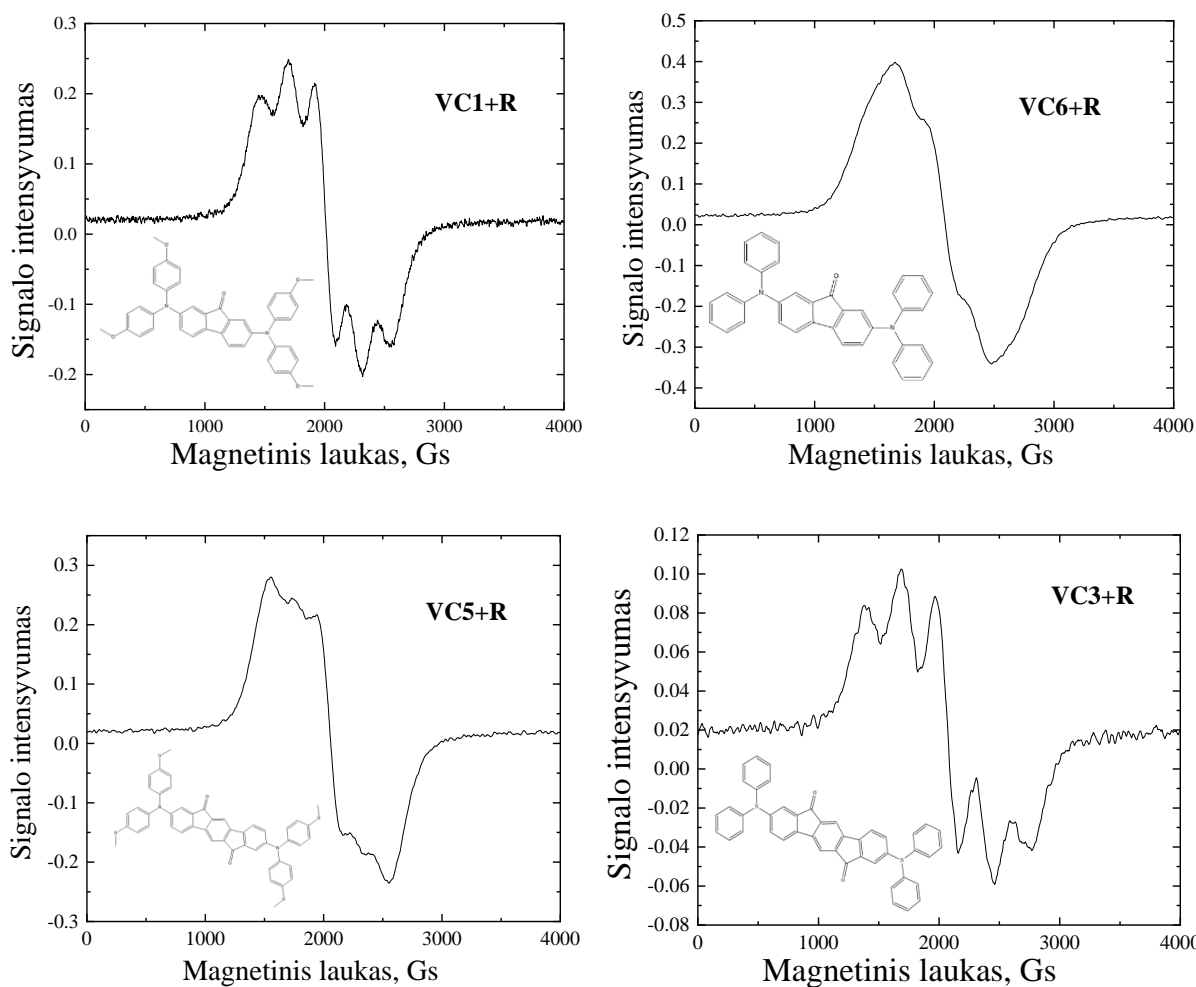 0.3
0.2
0.1
0.0
-0.1
-0.2
Signalo intensyvumas
VC1+R
0 1000 2000 3000 4000
Magnetinis laukas, Gs
0.5
0.4
0.3
0.2
0.1
0.0
-0.1
-0.2
-0.3
-0.4
Signalo intensyvumas
VC6+R
0 1000 2000 3000 4000
Magnetinis laukas, Gs
0.3
0.2
0.1
0.0
-0.1
-0.2
-0.3
Signalo intensyvumas
VC5+R
0 1000 2000 3000 4000
Magnetinis laukas, Gs
0.12
0.10
0.08
0.06
0.04
0.02
0.00
-0.02
-0.04
-0.06
-0.08
Signalo intensyvumas
VC3+R
0 1000 2000 3000 4000
Magnetinis laukas, Gs